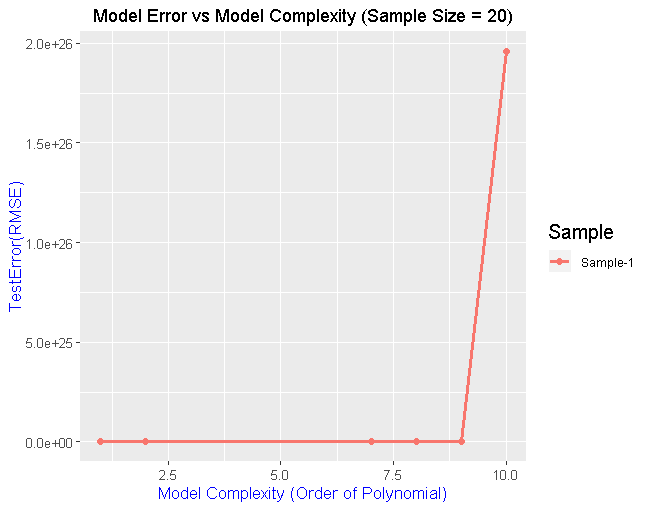 Model Error vs Model Complexity (Sample Size = 20)
2.0e+26
1.5e+26
1.0e+26
5.0e+25
0.0e+00
TestError(RMSE)
2.5 5.0 7.5 10.0
Model Complexity (Order of Polynomial)
Sample
Sample-1